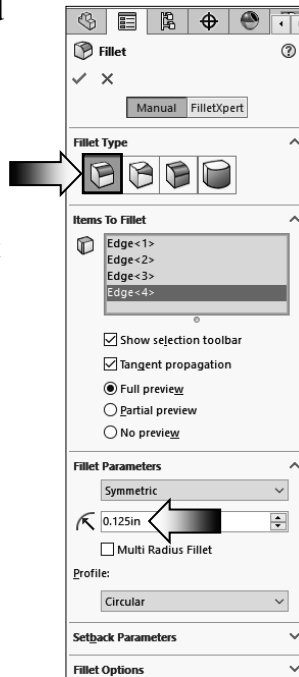 Fillet
Manual FilletXpert
Fillet Type
Items To Fillet
Edge<1>
Edge<2>
Edge<3>
Edge<4>
Show selection toolbar
Tangent propagation
Full preview
Partial preview
No preview
Fillet Parameters
Symmetric
0.125in
Multi Radius Fillet
Profile:
Circular
Setback Parameters
Fillet Options